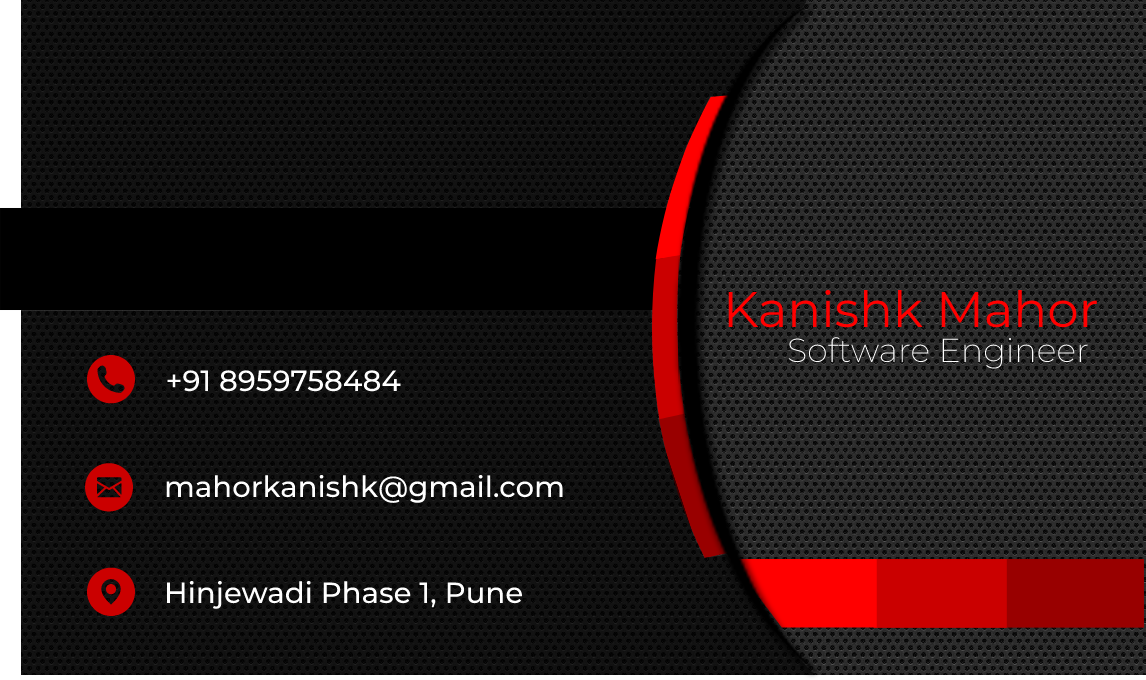 Kanishk Mahor
Software Engineer
+91 8959758484
mahorkanishk@gmail.com
Hinjewadi Phase 1, Pune